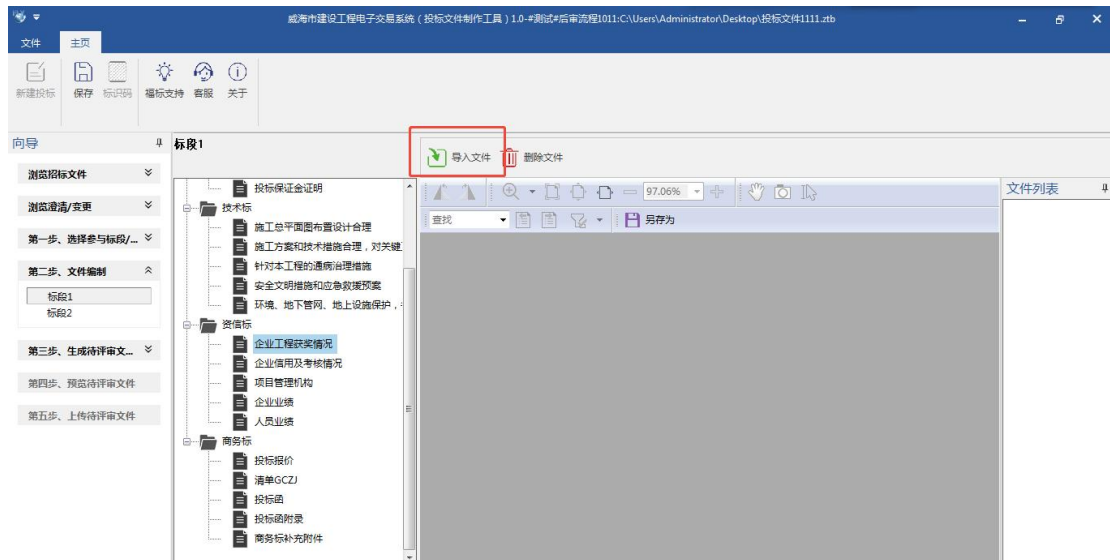 威海市建设工程电子交易系统(投标文件制作工具)1.0-#测试#后审流程1011:C:\Users\Administrator\Desktop\投标文件1111.ztb
文件 主页
新建投标 保存 标识码 福标支持 客服 关于
向导
浏览招标文件
浏览澄清/变更
第一步、选择参与标段/...
第二步、文件编制
标段1
标段2
第三步、生成待评审文...
第四步、预览待评审文件
第五步、上传待评审文件
标段1
投标保证金证明
技术标
施工总平面图布置设计合理
施工方案和技术措施合理,对关键
针对本工程的通病治理措施
安全文明措施和应急救援预案
环境、地下管网、地上设施保护,
资信标
企业工程获奖情况
企业信用及考核情况
项目管理机构
企业业绩
人员业绩
商务标
投标报价
清单GCZJ
投标函
投标函附录
商务标补充附件
导入文件 删除文件
97.06%
查找 另存为
文件列表